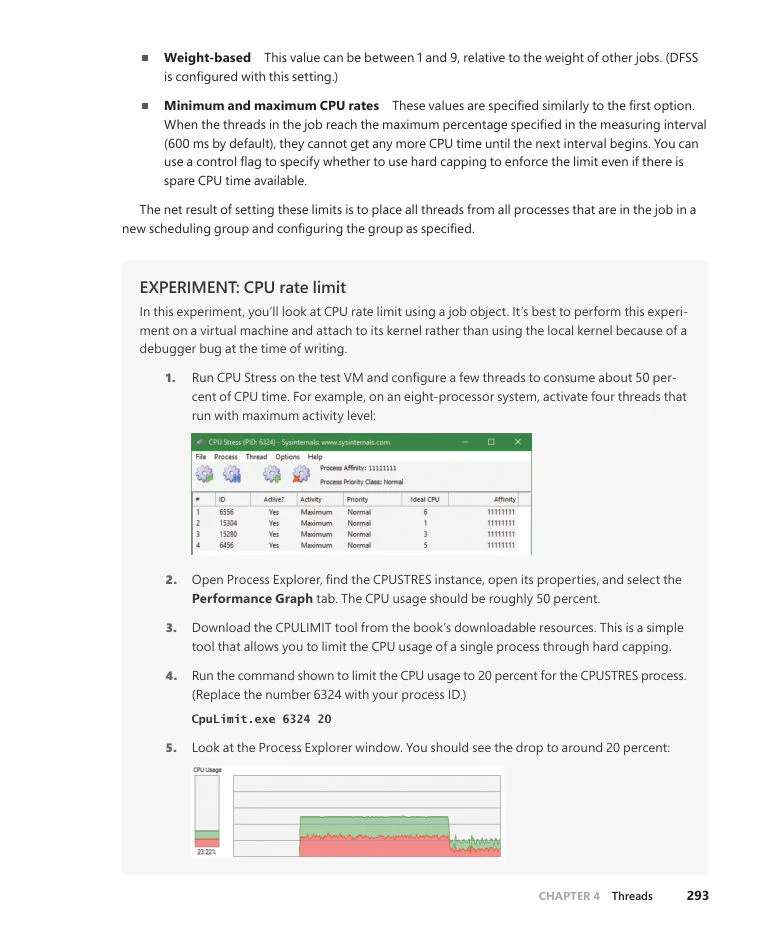 ■ Weight-based This value can be between 1 and 9, relative to the weight of other jobs. (DFSS
is configured with this setting.)
■ Minimum and maximum CPU rates These values are specified similarly to the first option.
When the threads in the job reach the maximum percentage specified in the measuring interval
(600 ms by default), they cannot get any more CPU time until the next interval begins. You can
use a control flag to specify whether to use hard capping to enforce the limit even if there is
spare CPU time available.
The net result of setting these limits is to place all threads from all processes that are in the job in a
new scheduling group and configuring the group as specified.
EXPERIMENT: CPU rate limit
In this experiment, you’ll look at CPU rate limit using a job object. It’s best to perform this experi-
ment on a virtual machine and attach to its kernel rather than using the local kernel because of a
debugger bug at the time of writing.
1. Run CPU Stress on the test VM and configure a few threads to consume about 50 per-
cent of CPU time. For example, on an eight-processor system, activate four threads that
run with maximum activity level:
CPU Stress (PID: 6324) - Sysinternals: www.sysinternals.com
File Process Thread Options Help
Process Affinity: 11111111
Process Priority Class: Normal
# ID Active? Activity Priority Ideal CPU Affinity
1 6556 Yes Maximum Normal 6 11111111
2 15304 Yes Maximum Normal 1 11111111
3 15280 Yes Maximum Normal 3 11111111
4 6456 Yes Maximum Normal 5 11111111
2. Open Process Explorer, find the CPUSTRES instance, open its properties, and select the
Performance Graph tab. The CPU usage should be roughly 50 percent.
3. Download the CPULIMIT tool from the book’s downloadable resources. This is a simple
tool that allows you to limit the CPU usage of a single process through hard capping.
4. Run the command shown to limit the CPU usage to 20 percent for the CPUSTRES process.
(Replace the number 6324 with your process ID.)
CpuLimit.exe 6324 20
5. Look at the Process Explorer window. You should see the drop to around 20 percent:
CPU Usage
23.22%
CHAPTER 4 Threads 293